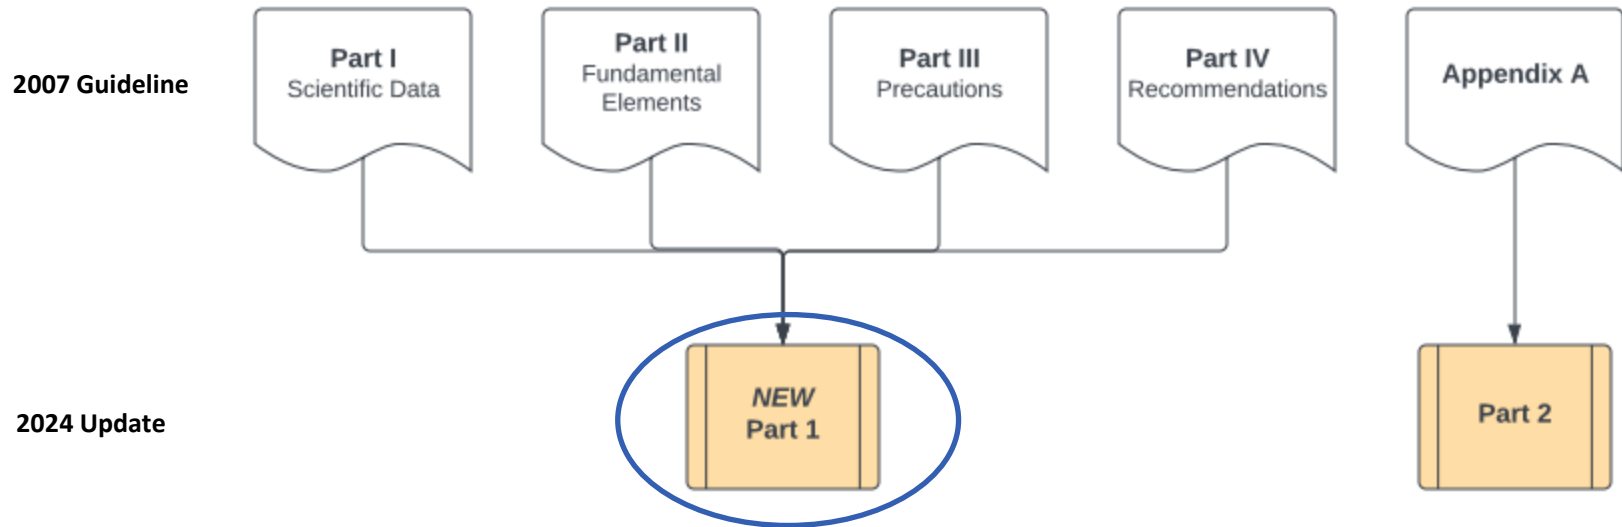 2007 Guideline
Part I
Scientific Data
Part II
Fundamental
Elements
Part III
Precautions
Part IV
Recommendations
Appendix A
2024 Update
NEW
Part 1
Part 2